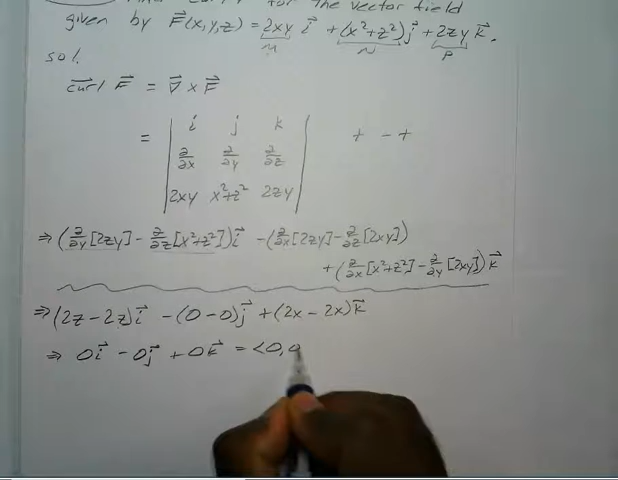 for the vector field
given by F⃗(x,y,z) = 2xy i⃗ + (x²+z²) j⃗ + 2zy k⃗.
M N P
sol.
curl F⃗ = ∇⃗ × F⃗
= | i j k | + - +
∂/∂x ∂/∂y ∂/∂z
2xy x²+z² 2zy
⇒ (∂/∂y[2zy] - ∂/∂z[x²+z²]) i⃗ - (∂/∂x[2zy] - ∂/∂z[2xy])
+ (∂/∂x[x²+z²] - ∂/∂y[2xy]) k⃗
⇒ (2z - 2z) i⃗ - (0 - 0) j⃗ + (2x - 2x) k⃗
⇒ 0i⃗ - 0j⃗ + 0k⃗ = <0, 0